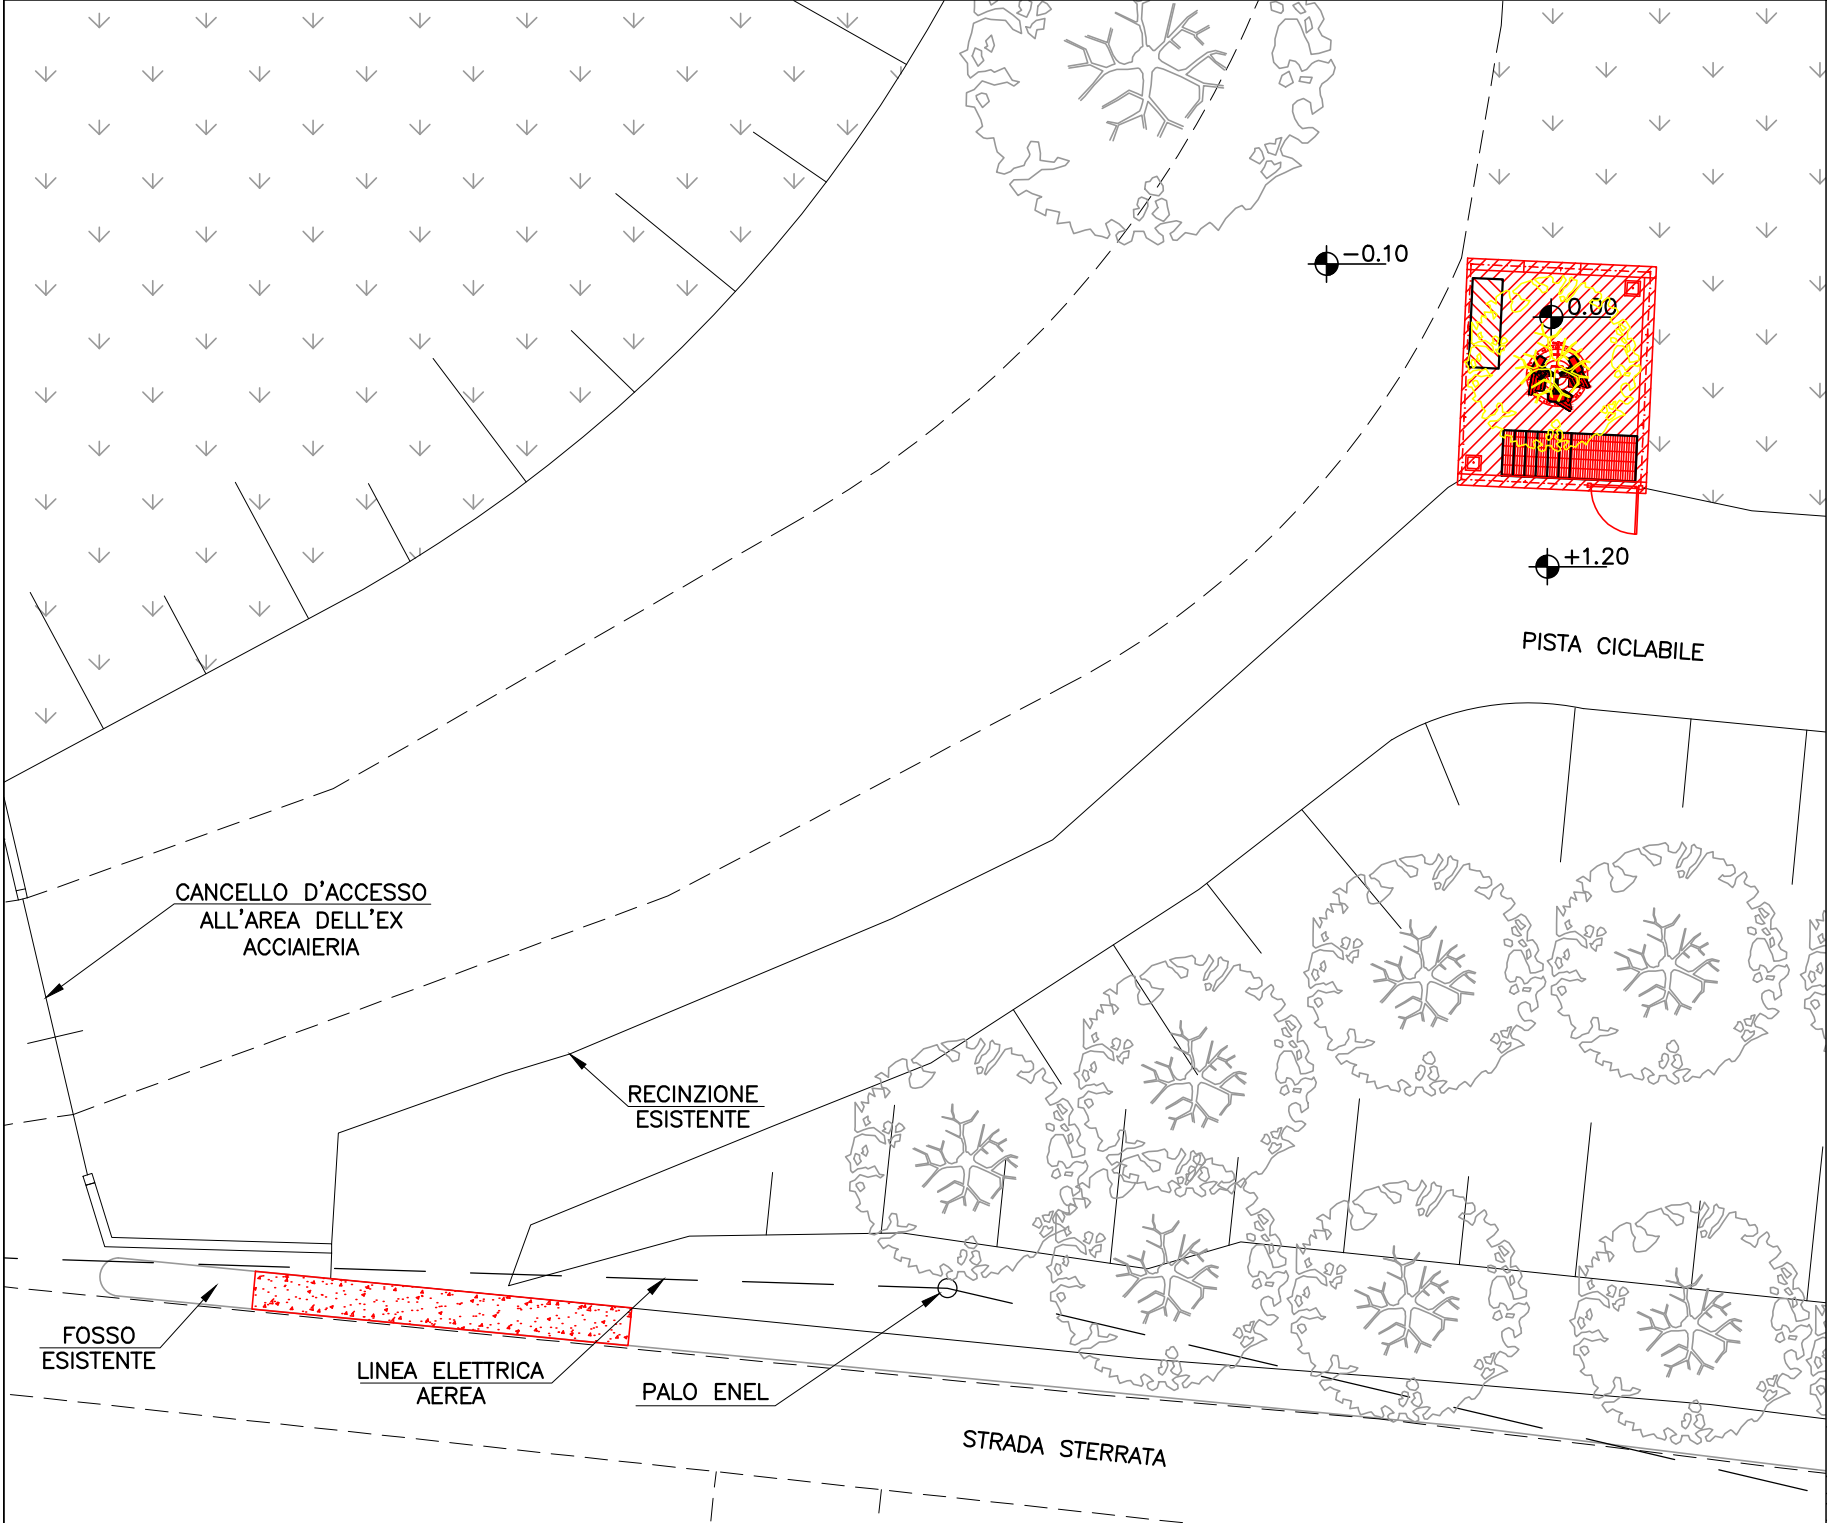 -0.10
0.00
+1.20
PISTA CICLABILE
CANCELLO D'ACCESSO
ALL'AREA DELL'EX
ACCIAIERIA
RECINZIONE
ESISTENTE
FOSSO
ESISTENTE
LINEA ELETTRICA
AEREA
PALO ENEL
STRADA STERRATA